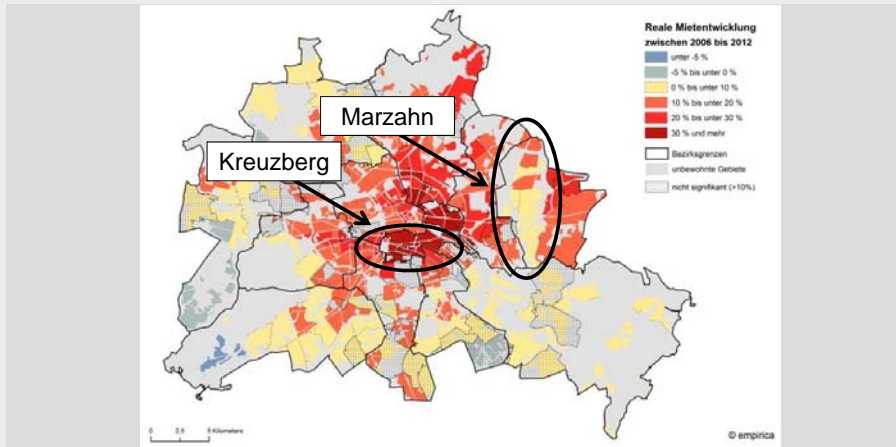 Reale Mietentwicklung
zwischen 2006 bis 2012
unter -5 %
-5 % bis unter 0 %
0 % bis unter 10 %
10 % bis unter 20 %
20 % bis unter 30 %
30 % und mehr
Bezirksgrenzen
unbewohnte Gebiete
nicht signifikant (>10%)
Marzahn
Kreuzberg
0 2,5 5 Kilometers
© empirica